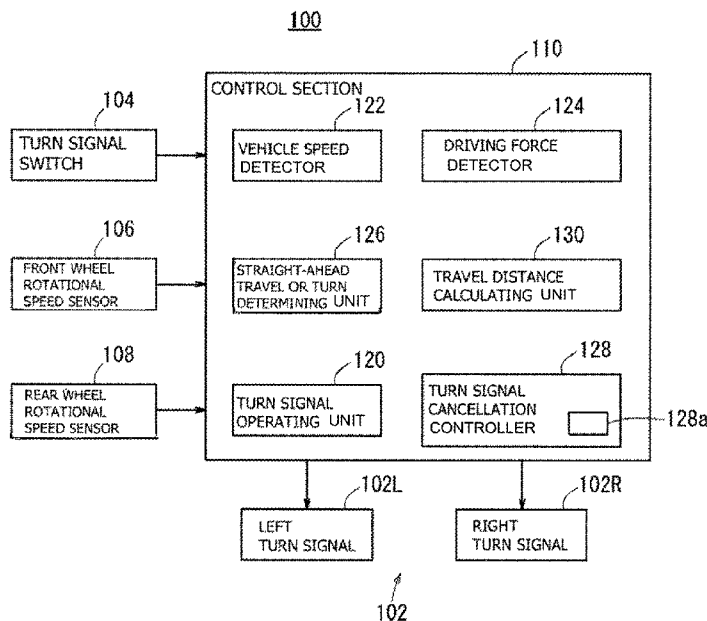 100
110
CONTROL SECTION
104
TURN SIGNAL
SWITCH
122
VEHICLE SPEED
DETECTOR
124
DRIVING FORCE
DETECTOR
106
FRONT WHEEL
ROTATIONAL
SPEED SENSOR
126
STRAIGHT-AHEAD
TRAVEL OR TURN
DETERMINING UNIT
130
TRAVEL DISTANCE
CALCULATING UNIT
108
REAR WHEEL
ROTATIONAL
SPEED SENSOR
120
TURN SIGNAL
OPERATING UNIT
128
TURN SIGNAL
CANCELLATION
CONTROLLER
128a
102L
LEFT
TURN SIGNAL
102R
RIGHT
TURN SIGNAL
102